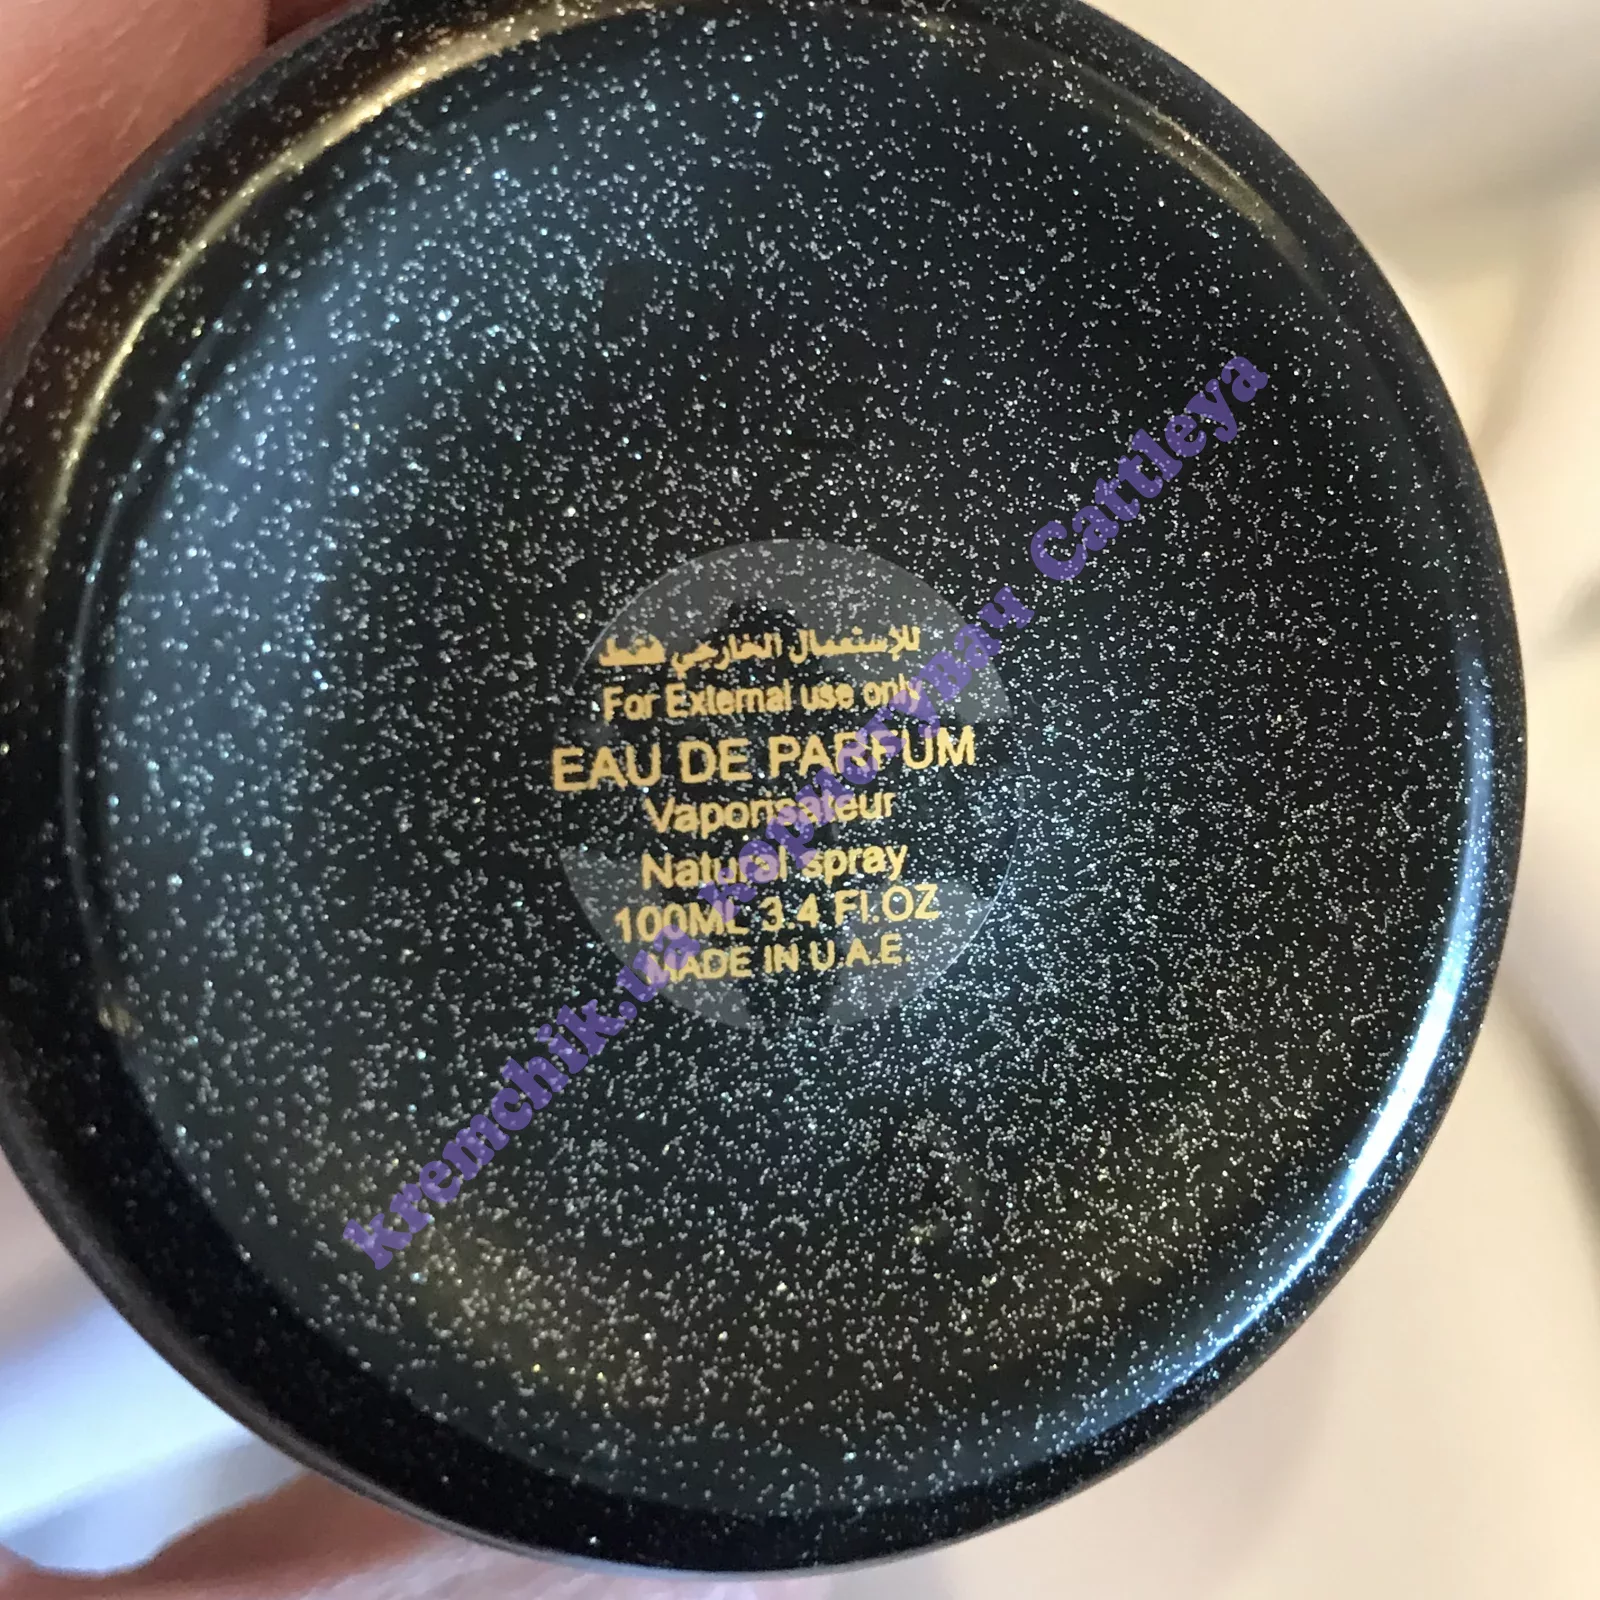 للإستعمال الخارجي فقط
For External use only
EAU DE PARFUM
Vaporisateur
Natural spray
100ML 3.4 Fl.OZ
MADE IN U.A.E.
kremchik.ua користувач Cattleya